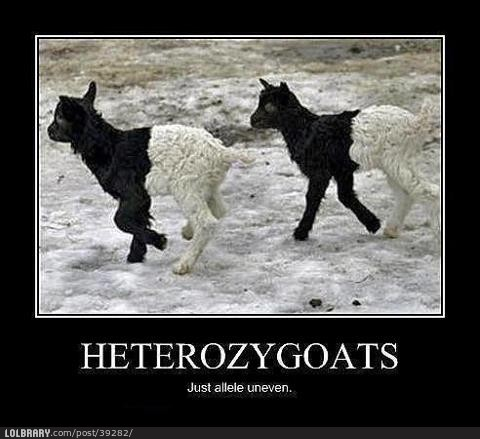 HETEROZYGOATS
Just allele uneven.
LOLBRARY.com/post/39282/